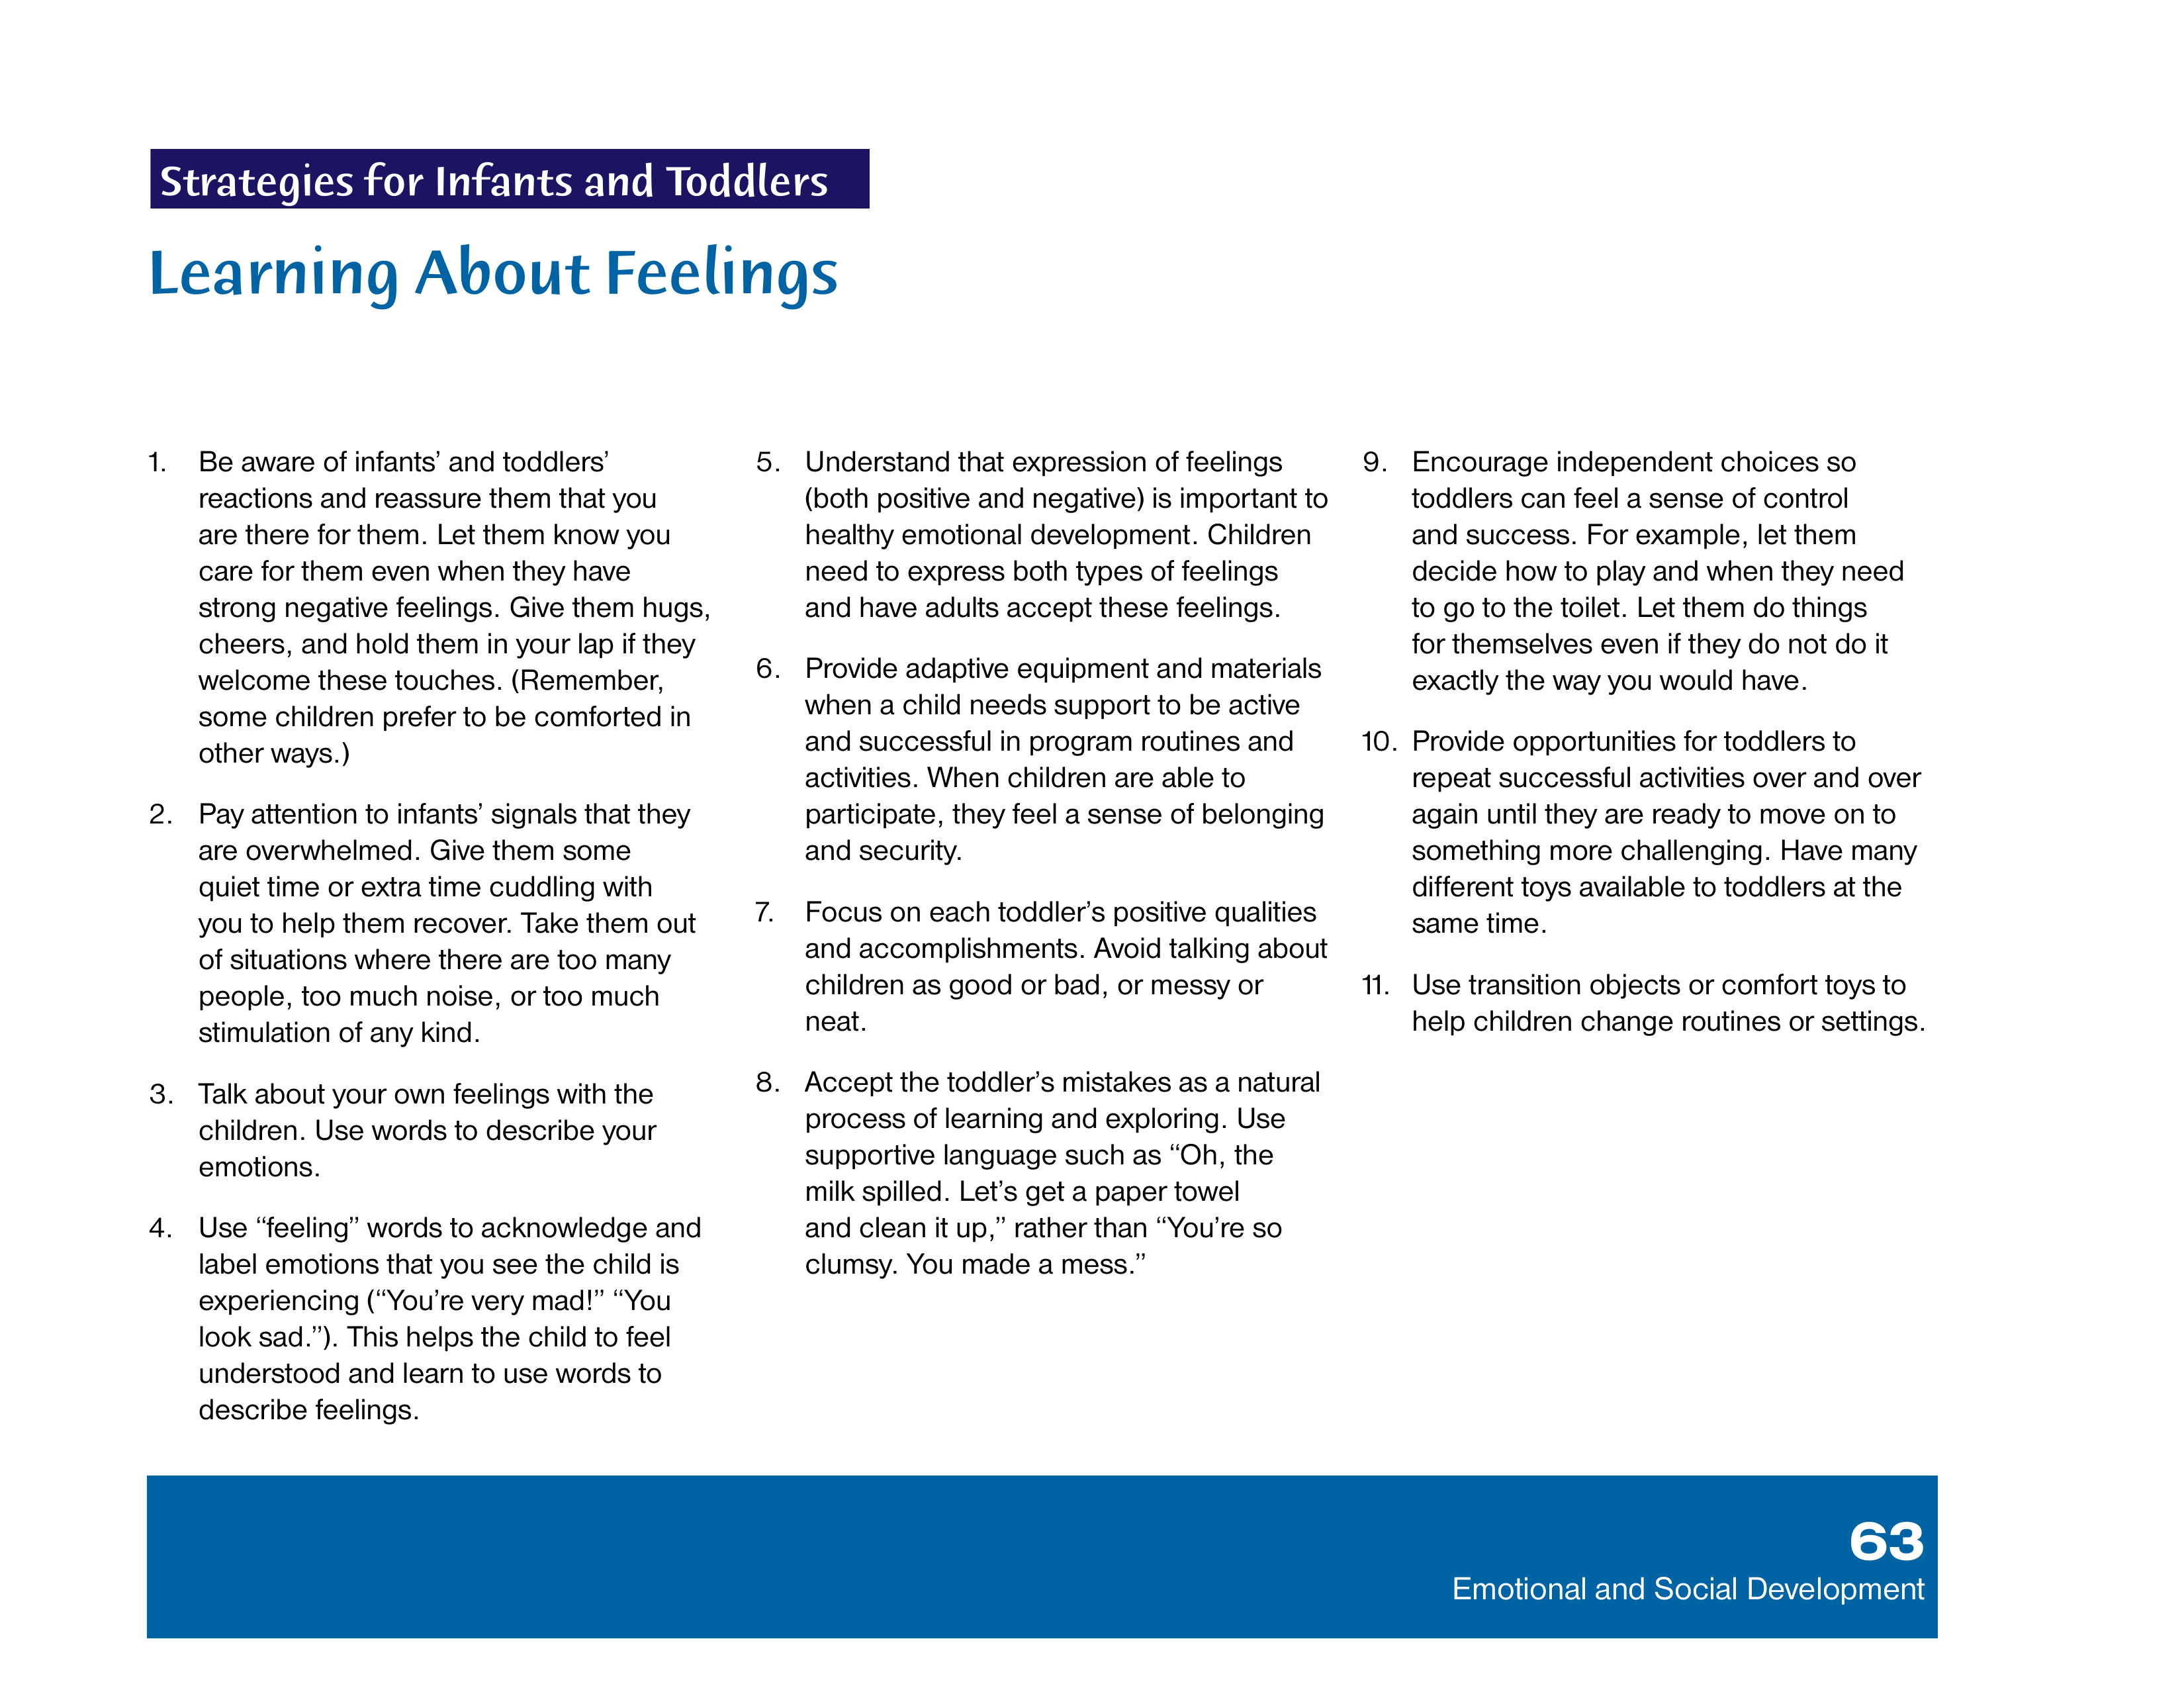 Strategies for Infants and Toddlers
Learning About Feelings
1. Be aware of infants’ and toddlers’
reactions and reassure them that you
are there for them. Let them know you
care for them even when they have
strong negative feelings. Give them hugs,
cheers, and hold them in your lap if they
welcome these touches. (Remember,
some children prefer to be comforted in
other ways.)
2. Pay attention to infants’ signals that they
are overwhelmed. Give them some
quiet time or extra time cuddling with
you to help them recover. Take them out
of situations where there are too many
people, too much noise, or too much
stimulation of any kind.
3. Talk about your own feelings with the
children. Use words to describe your
emotions.
4. Use “feeling” words to acknowledge and
label emotions that you see the child is
experiencing (“You’re very mad!” “You
look sad.”). This helps the child to feel
understood and learn to use words to
describe feelings.
5. Understand that expression of feelings
(both positive and negative) is important to
healthy emotional development. Children
need to express both types of feelings
and have adults accept these feelings.
6. Provide adaptive equipment and materials
when a child needs support to be active
and successful in program routines and
activities. When children are able to
participate, they feel a sense of belonging
and security.
7. Focus on each toddler’s positive qualities
and accomplishments. Avoid talking about
children as good or bad, or messy or
neat.
8. Accept the toddler’s mistakes as a natural
process of learning and exploring. Use
supportive language such as “Oh, the
milk spilled. Let’s get a paper towel
and clean it up,” rather than “You’re so
clumsy. You made a mess.”
9. Encourage independent choices so
toddlers can feel a sense of control
and success. For example, let them
decide how to play and when they need
to go to the toilet. Let them do things
for themselves even if they do not do it
exactly the way you would have.
10. Provide opportunities for toddlers to
repeat successful activities over and over
again until they are ready to move on to
something more challenging. Have many
different toys available to toddlers at the
same time.
11. Use transition objects or comfort toys to
help children change routines or settings.
63
Emotional and Social Development